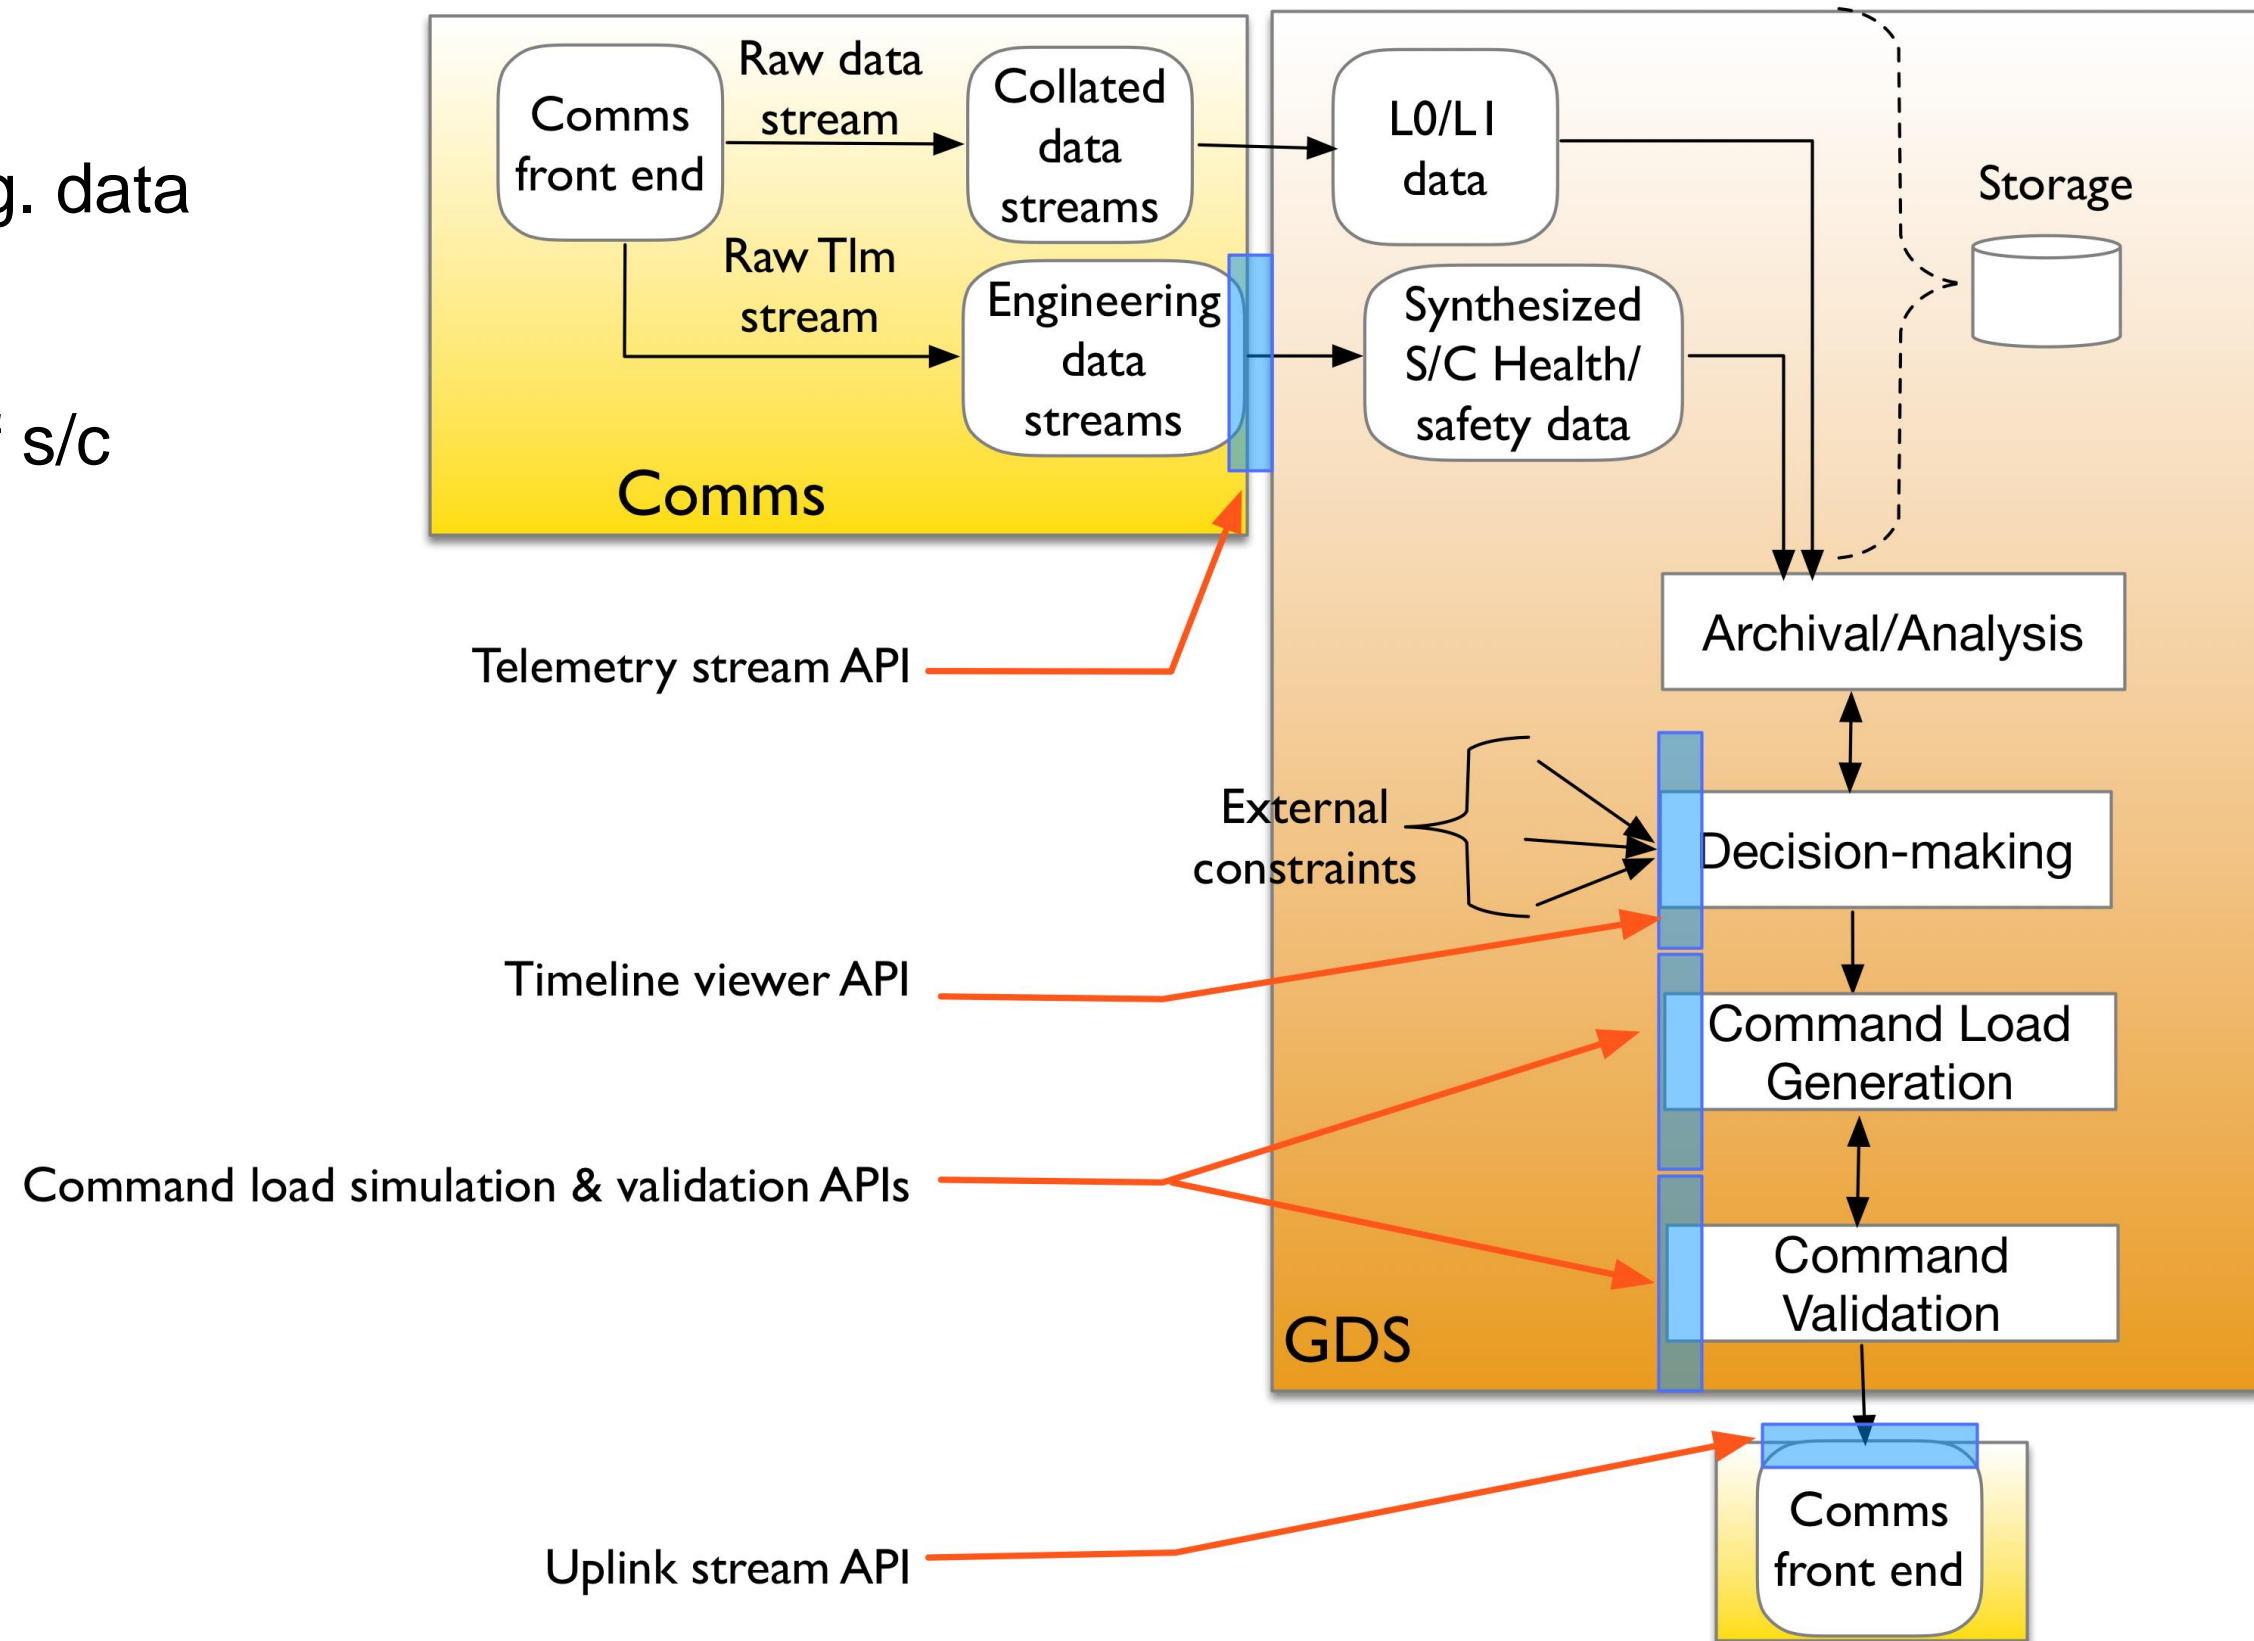 g. data
f s/c
Comms
front end
Raw data
stream
Collated
data
streams
L0/L1
data
Storage
Raw Tlm
stream
Engineering
data
streams
Synthesized
S/C Health/
safety data
Comms
Archival/Analysis
Telemetry stream API
External
constraints
Decision-making
Timeline viewer API
Command Load
Generation
Command load simulation & validation APIs
Command
Validation
GDS
Comms
front end
Uplink stream API